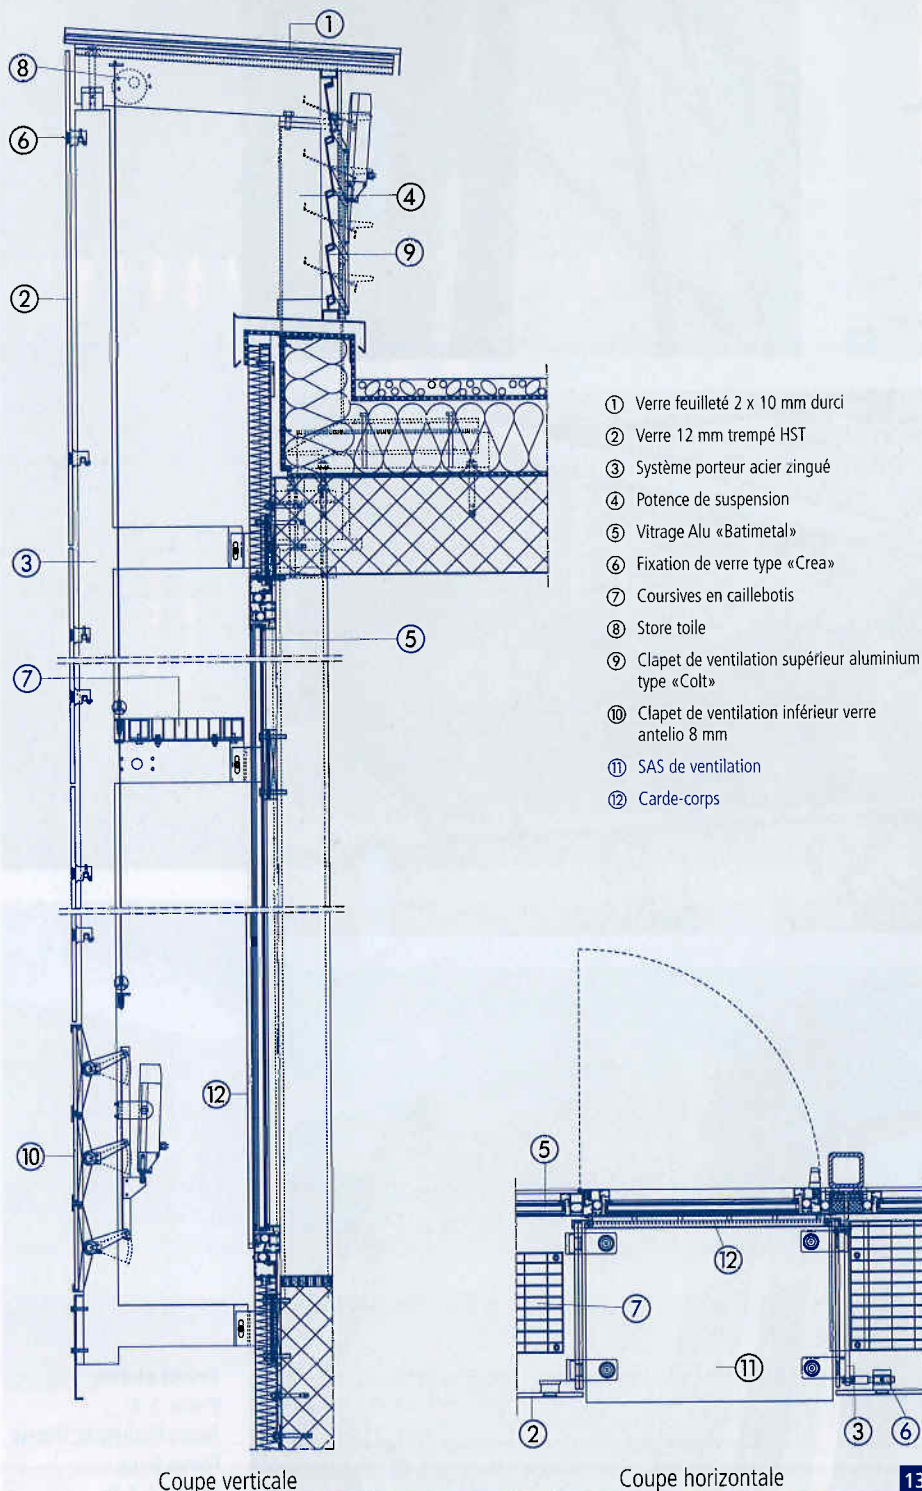 ①
⑧
⑥
④
⑨
②
③
⑤
⑦
⑫
⑩
① Verre feuilleté 2 x 10 mm durci
② Verre 12 mm trempé HST
③ Système porteur acier zingué
④ Potence de suspension
⑤ Vitrage Alu «Batimetal»
⑥ Fixation de verre type «Crea»
⑦ Coursives en caillebotis
⑧ Store toile
⑨ Clapet de ventilation supérieur aluminium
type «Colt»
⑩ Clapet de ventilation inférieur verre
antelio 8 mm
⑪ SAS de ventilation
⑫ Carde-corps
⑤
⑫
⑦
⑪
②
③
⑥
Coupe verticale
Coupe horizontale
13